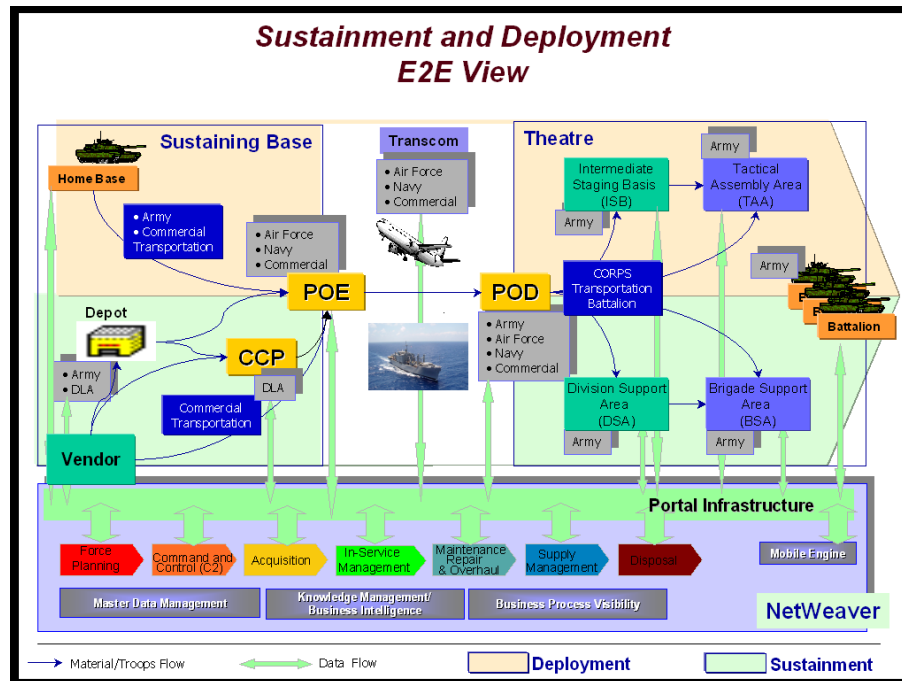 Sustainment and Deployment
E2E View
Sustaining Base
Transcom
Theatre
Home Base
• Army
• Commercial
Transportation
• Air Force
• Navy
• Commercial
• Air Force
• Navy
• Commercial
Intermediate
Staging Basis
(ISB)
Army
Army
Tactical
Assembly Area
(TAA)
POE
POD
CORPS
Transportation
Battalion
Army
Battalion
Depot
• Army
• DLA
CCP
DLA
Commercial
Transportation
• Army
• Air Force
• Navy
• Commercial
Division Support
Area
(DSA)
Army
Brigade Support
Area
(BSA)
Army
Vendor
Portal Infrastructure
Force
Planning
Command and
Control (C2)
Acquisition
In-Service
Management
Maintenance
Repair
& Overhaul
Supply
Management
Disposal
Mobile Engine
Master Data Management
Knowledge Management/
Business Intelligence
Business Process Visibility
NetWeaver
Material/Troops Flow
Data Flow
Deployment
Sustainment